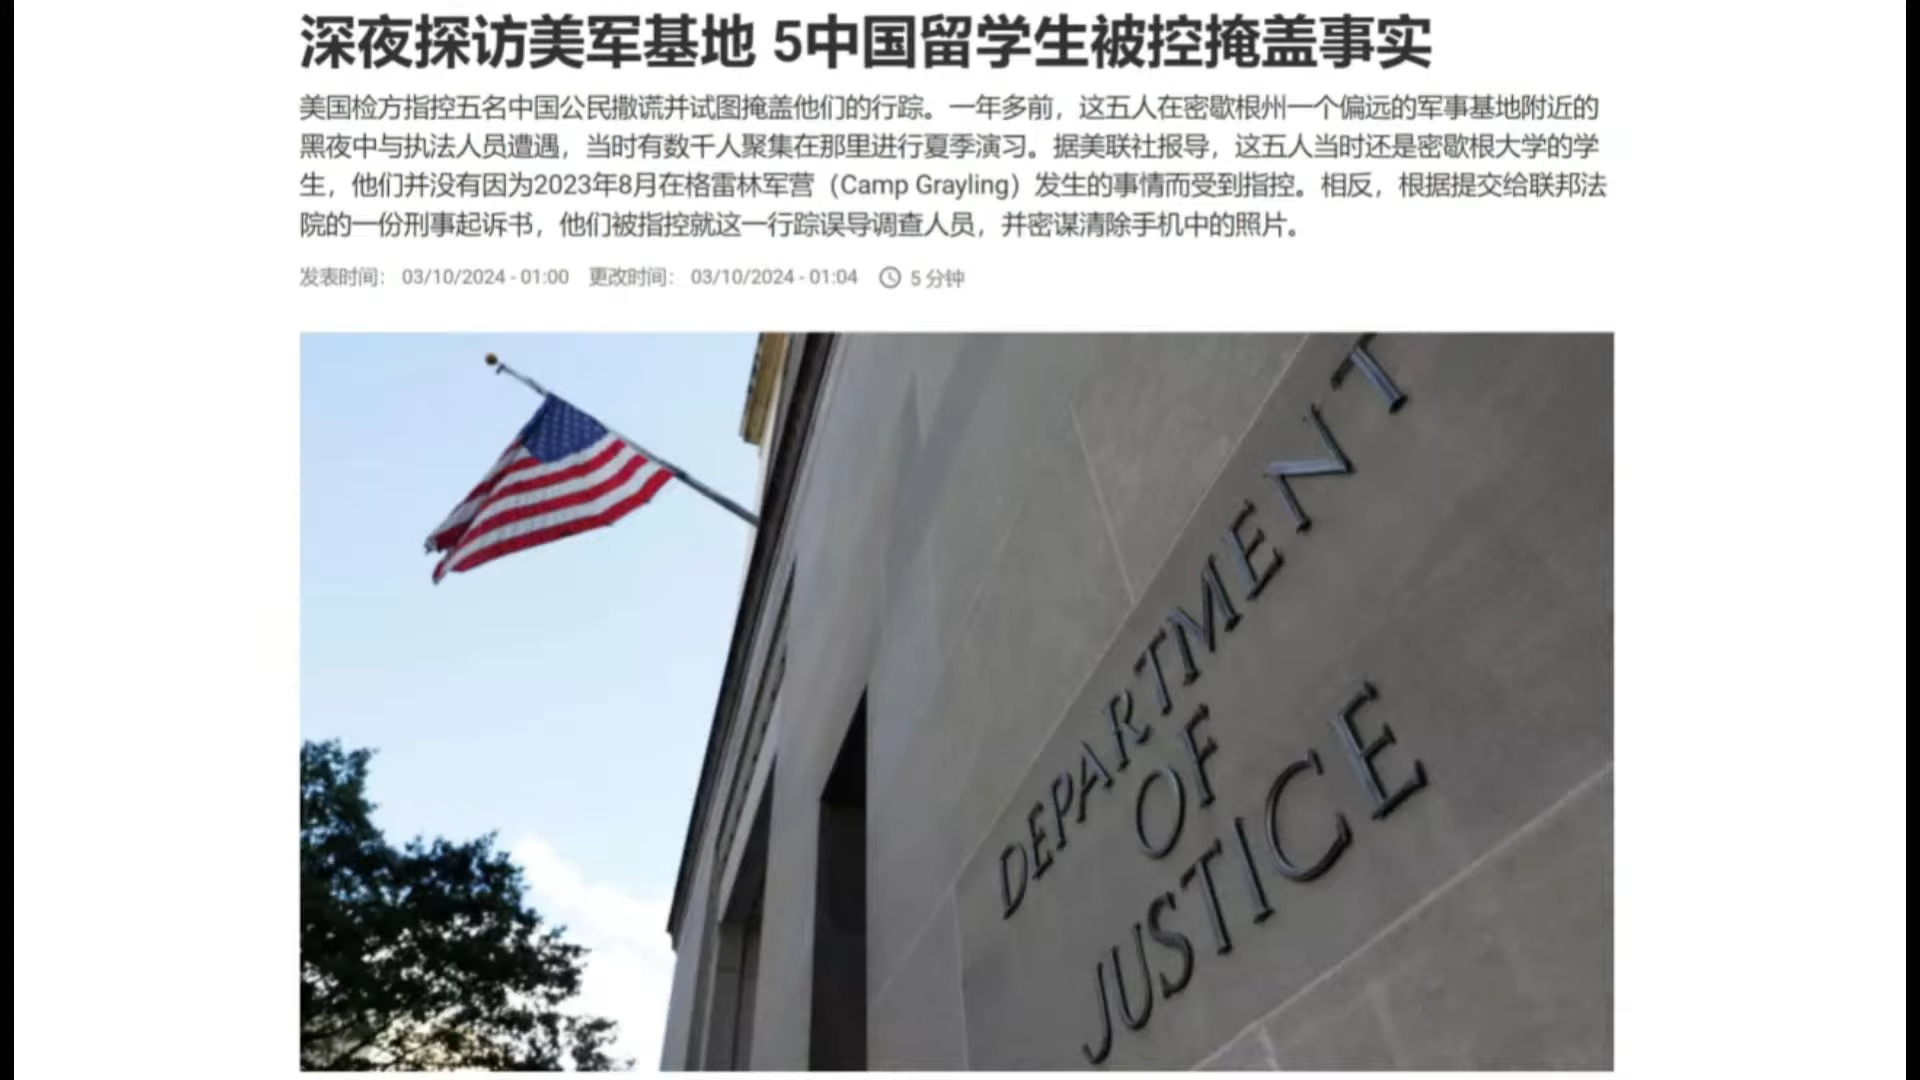 深夜探访美军基地 5中国留学生被控掩盖事实
美国检方指控五名中国公民撒谎并试图掩盖他们的行踪。一年多前，这五人在密歇根州一个偏远的军事基地附近的
黑夜中与执法人员遭遇，当时有数千人聚集在那里进行夏季演习。据美联社报导，这五人当时还是密歇根大学的学
生，他们并没有因为2023年8月在格雷林军营（Camp Grayling）发生的事情而受到指控。相反，根据提交给联邦法
院的一份刑事起诉书，他们被指控就这一行踪误导调查人员，并密谋清除手机中的照片。
发表时间： 03/10/2024 - 01:00 更改时间： 03/10/2024 - 01:04 5 分钟
DEPARTMENT
OF
JUSTICE